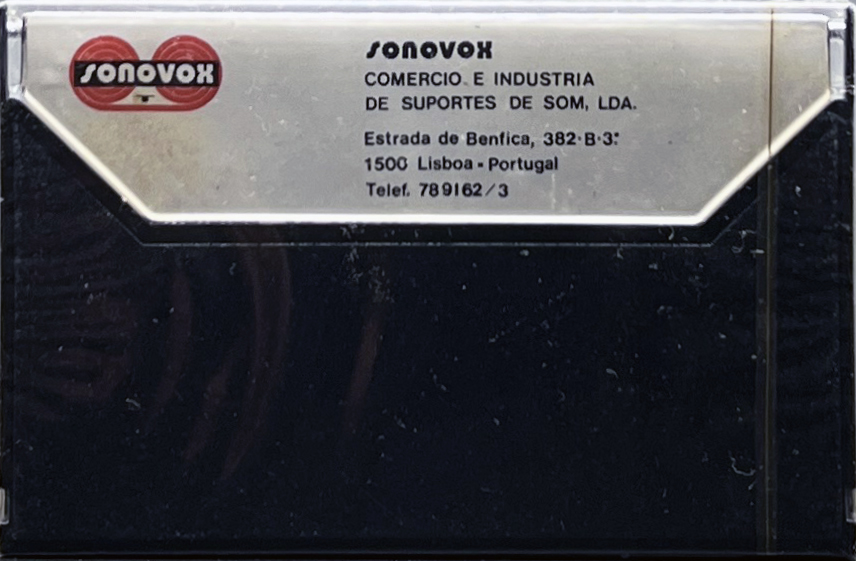 SONOVOX
SONOVOX
COMERCIO E INDUSTRIA
DE SUPORTES DE SOM, LDA.
Estrada de Benfica, 382-B-3.º
1500 Lisboa - Portugal
Telef. 789162/3